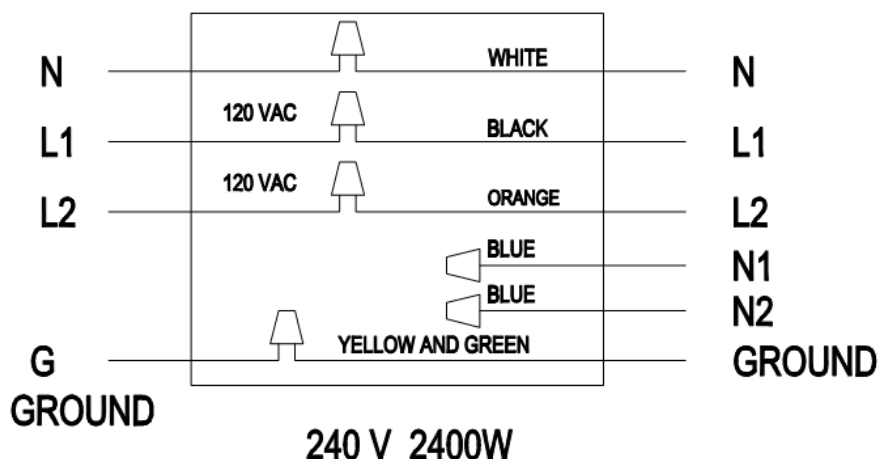 N WHITE N
120 VAC
L1 BLACK L1
120 VAC
L2 ORANGE L2
BLUE
N1
BLUE
N2
YELLOW AND GREEN
G GROUND
GROUND
240 V 2400W